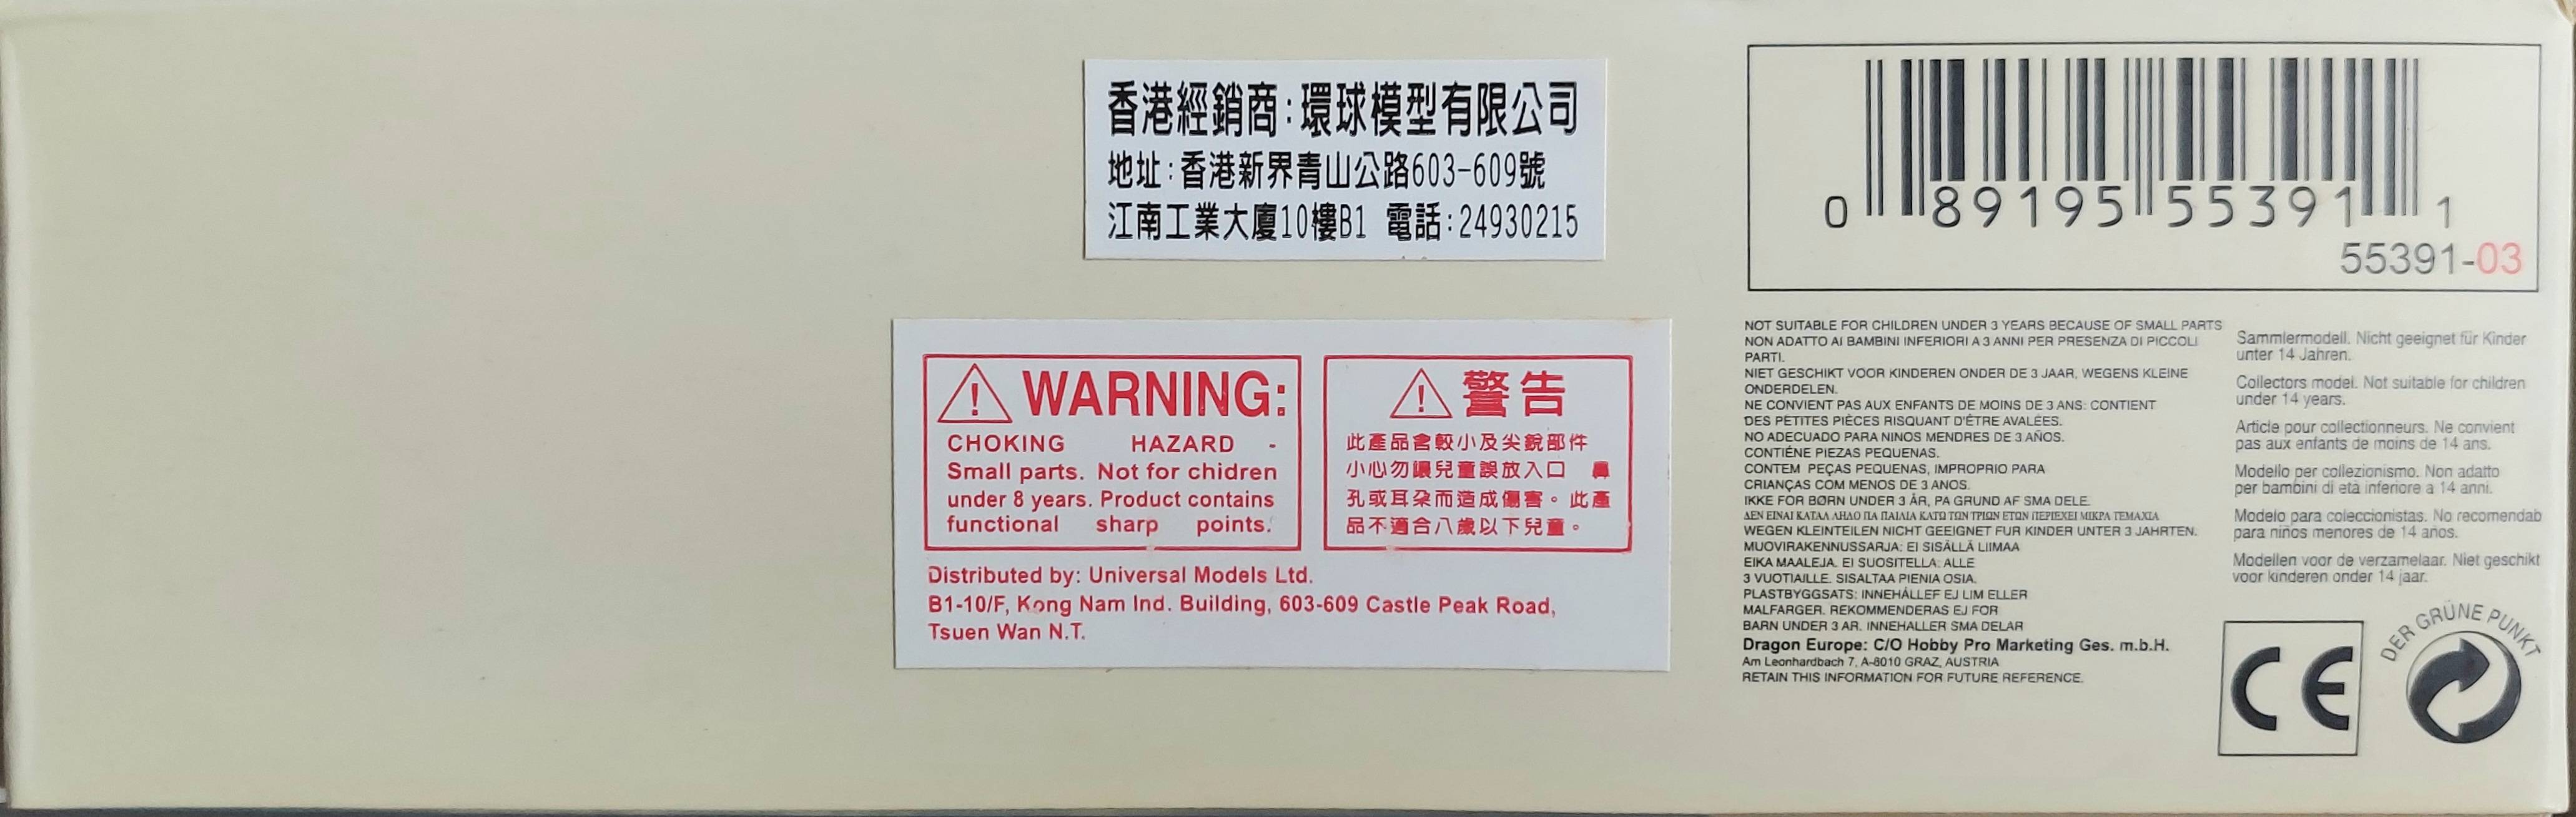 香港經銷商:環球模型有限公司
地址:香港新界青山公路603-609號
江南工業大廈10樓B1 電話:24930215
WARNING:
CHOKING HAZARD -
Small parts. Not for chidren
under 8 years. Product contains
functional sharp points.
警告
此產品含較小及尖銳部件
小心勿讓兒童誤放入口 鼻
孔或耳朶而造成傷害。此產
品不適合八歲以下兒童。
Distributed by: Universal Models Ltd.
B1-10/F, Kong Nam Ind. Building, 603-609 Castle Peak Road,
Tsuen Wan N.T.
0 89195 55391 1
55391-03
NOT SUITABLE FOR CHILDREN UNDER 3 YEARS BECAUSE OF SMALL PARTS
NON ADATTO AI BAMBINI INFERIORI A 3 ANNI PER PRESENZA DI PICCOLI
PARTI.
NIET GESCHIKT VOOR KINDEREN ONDER DE 3 JAAR, WEGENS KLEINE
ONDERDELEN.
NE CONVIENT PAS AUX ENFANTS DE MOINS DE 3 ANS: CONTIENT
DES PETITES PIÈCES RISQUANT D'ÊTRE AVALÉES.
NO ADECUADO PARA NINOS MENDRES DE 3 AÑOS.
CONTIÉNE PIEZAS PEQUENAS.
CONTEM PEÇAS PEQUENAS, IMPROPRIO PARA
CRIANÇAS COM MENOS DE 3 ANOS.
IKKE FOR BØRN UNDER 3 ÅR, PA GRUND AF SMA DELE.
ΔΕΝ ΕΙΝΑΙ ΚΑΤΑΛ ΛΗΛΟ ΓΙΑ ΠΑΙΔΙΑ ΚΑΤΩ ΤΩΝ ΤΡΙΩΝ ΕΤΩΝ ΠΕΡΙΕΧΕΙ ΜΙΚΡΑ ΤΕΜΑΧΙΑ
WEGEN KLEINTEILEN NICHT GEEIGNET FUR KINDER UNTER 3 JAHRTEN.
MUOVIRAKENNUSSARJA: EI SISÄLLÄ LIIMAA
EIKA MAALEJA. EI SUOSITELLA: ALLE
3 VUOTIAILLE. SISALTAA PIENIA OSIA.
PLASTBYGGSATS: INNEHÅLLEF EJ LIM ELLER
MALFARGER. REKOMMENDERAS EJ FOR
BARN UNDER 3 AR. INNEHALLER SMA DELAR
Dragon Europe: C/O Hobby Pro Marketing Ges. m.b.H.
Am Leonhardbach 7, A-8010 GRAZ, AUSTRIA
RETAIN THIS INFORMATION FOR FUTURE REFERENCE.
Sammlermodell. Nicht geeignet für Kinder
unter 14 Jahren.
Collectors model. Not suitable for children
under 14 years.
Article pour collectionneurs. Ne convient
pas aux enfants de moins de 14 ans.
Modello per collezionismo. Non adatto
per bambini di età inferiore a 14 anni.
Modelo para coleccionistas. No recomendab
para niños menores de 14 años.
Modellen voor de verzamelaar. Niet geschikt
voor kinderen onder 14 jaar.
CE
DER GRÜNE PUNKT